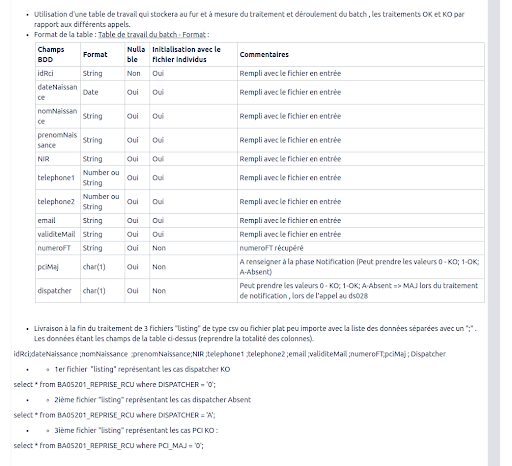 • Utilisation d'une table de travail qui stockera au fur et à mesure du traitement et déroulement du batch , les traitements OK et KO par
rapport aux différents appels.
• Format de la table : Table de travail du batch - Format :
Champs BDD Format Nulla ble Initialisation avec le fichier individus Commentaires
idRci String Non Oui Rempli avec le fichier en entrée
dateNaissan ce Date Oui Oui Rempli avec le fichier en entrée
nomNaissan ce String Oui Oui Rempli avec le fichier en entrée
prenomNais sance String Oui Oui Rempli avec le fichier en entrée
NIR String Oui Oui Rempli avec le fichier en entrée
telephone1 Number ou String Oui Oui Rempli avec le fichier en entrée
telephone2 Number ou String Oui Oui Rempli avec le fichier en entrée
email String Oui Oui Rempli avec le fichier en entrée
validiteMail String Oui Oui Rempli avec le fichier en entrée
numeroFT String Oui Non numeroFT récupéré
pciMaj char(1) Oui Non A renseigner à la phase Notification (Peut prendre les valeurs 0 - KO; 1-OK; A-Absent)
dispatcher char(1) Oui Non Peut prendre les valeurs 0 - KO; 1-OK; A-Absent => MAJ lors du traitement de notification , lors de l'appel au ds028
• Livraison à la fin du traitement de 3 fichiers "listing" de type csv ou fichier plat peu importe avec la liste des données séparées avec un ";" .
Les données étant les champs de la table ci-dessus (reprendre la totalité des colonnes).
idRci;dateNaissance ;nomNaissance ;prenomNaissance;NIR ;telephone1 ;telephone2 ;email ;validiteMail ;numeroFT;pciMaj ; Dispatcher
• ◦ 1er fichier "listing" représentant les cas dispatcher KO
select * from BA05201_REPRISE_RCU where DISPATCHER = '0';
• ◦ 2ième fichier "listing" représentant les cas dispatcher Absent
select * from BA05201_REPRISE_RCU where DISPATCHER = 'A';
• ◦ 3ième fichier "listing" représentant les cas PCI KO :
select * from BA05201_REPRISE_RCU where PCI_MAJ = '0';